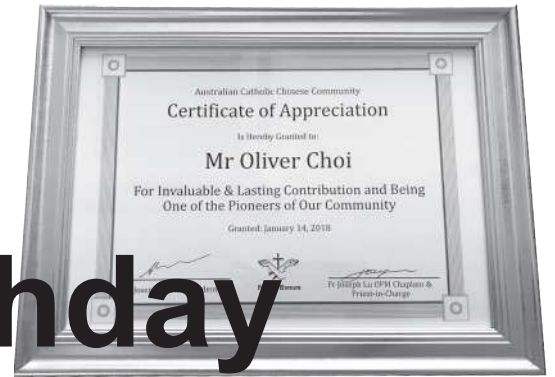 Australian Catholic Chinese Community
Certificate of Appreciation
Is Hereby Granted to:
Mr Oliver Choi
For Invaluable & Lasting Contribution and Being
One of the Pioneers of Our Community
Granted: January 14, 2018
Fr Joseph Lu OFM Chaplain &
Priest-in-Charge
hday